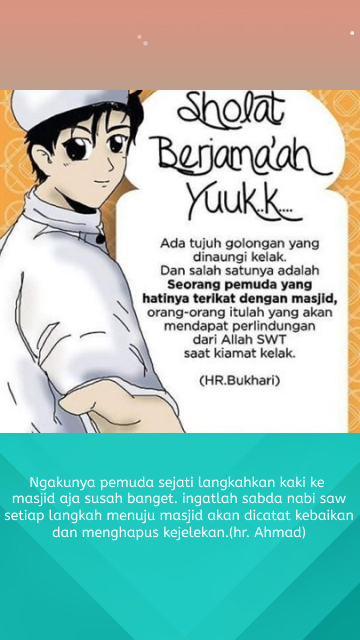 Sholat
Berjama'ah
Yuuk.k....
Ada tujuh golongan yang
dinaungi kelak.
Dan salah satunya adalah
Seorang pemuda yang
hatinya terikat dengan masjid,
orang-orang itulah yang akan
mendapat perlindungan
dari Allah SWT
saat kiamat kelak.
(HR.Bukhari)
Ngakunya pemuda sejati langkahkan kaki ke
masjid aja susah banget. ingatlah sabda nabi saw
setiap langkah menuju masjid akan dicatat kebaikan
dan menghapus kejelekan.(hr. Ahmad)